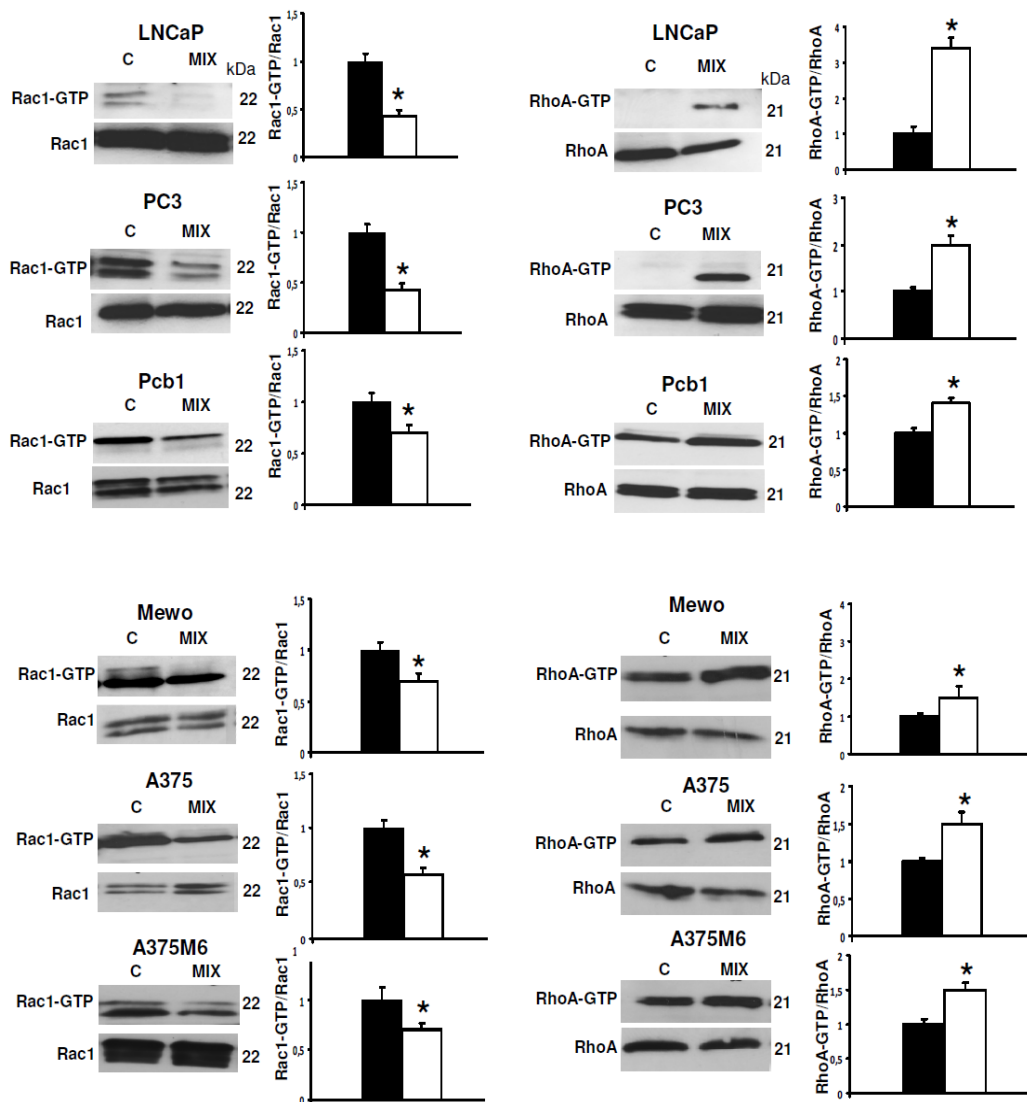 LNCaP
C MIX
kDa
Rac1-GTP 22
Rac1 22
Rac1-GTP/Rac1
1,5
1
0,5
0
*
LNCaP
C MIX
kDa
RhoA-GTP 21
RhoA 21
RhoA-GTP/RhoA
4
3
2
1
0
*
PC3
C MIX
Rac1-GTP 22
Rac1 22
Rac1-GTP/Rac1
1,5
1
0,5
0
*
PC3
C MIX
RhoA-GTP 21
RhoA 21
RhoA-GTP/RhoA
3
2
1
0
*
Pcb1
C MIX
Rac1-GTP 22
Rac1 22
Rac1-GTP/Rac1
1,5
1
0,5
0
*
Pcb1
C MIX
RhoA-GTP 21
RhoA 21
RhoA-GTP/RhoA
2
1,5
1
0,5
0
*
Mewo
C MIX
Rac1-GTP 22
Rac1 22
Rac1-GTP/Rac1
1,5
1
0,5
0
*
Mewo
C MIX
RhoA-GTP 21
RhoA 21
RhoA-GTP/RhoA
4
3
2
1
0
*
A375
C MIX
Rac1-GTP 22
Rac1 22
Rac1-GTP/Rac1
1,5
1
0,5
0
*
A375
C MIX
RhoA-GTP 21
RhoA 21
RhoA-GTP/RhoA
2
1,5
1
0,5
0
*
A375M6
C MIX
Rac1-GTP 22
Rac1 22
Rac1-GTP/Rac1
1
1
0,5
0
*
A375M6
C MIX
RhoA-GTP 21
RhoA 21
RhoA-GTP/RhoA
2
1,5
1
0,5
0
*